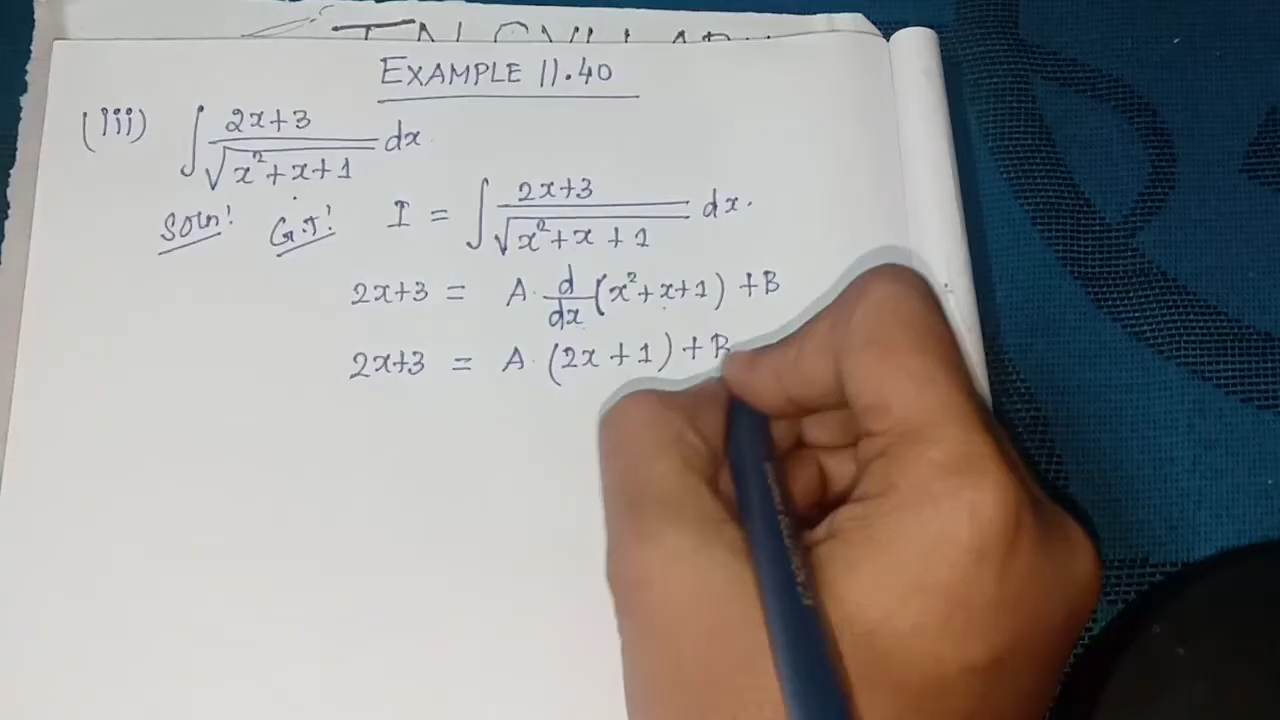 EXAMPLE 11.40
(iii) ∫ 2x+3 / √(x²+x+1) dx.
Soln! G.I! I = ∫ 2x+3 / √(x²+x+1) dx.
2x+3 = A. d/dx (x²+x+1) + B
2x+3 = A. (2x+1) + B